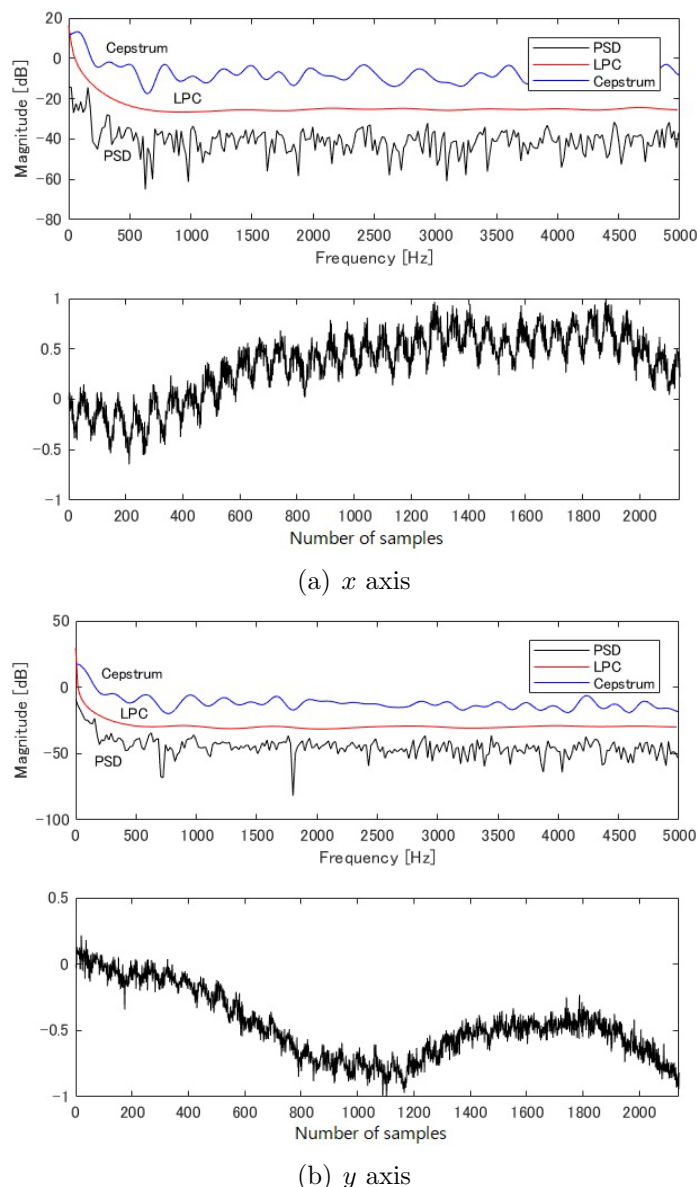 20
0
−20
−40
−60
−80
Magnitude [dB]
Cepstrum
LPC
PSD
PSD
LPC
Cepstrum
0 500 1000 1500 2000 2500 3000 3500 4000 4500 5000
Frequency [Hz]
1
0.5
0
−0.5
−1
0 200 400 600 800 1000 1200 1400 1600 1800 2000
Number of samples
(a) x axis
50
0
−50
−100
Magnitude [dB]
Cepstrum
LPC
PSD
PSD
LPC
Cepstrum
0 500 1000 1500 2000 2500 3000 3500 4000 4500 5000
Frequency [Hz]
0.5
0
−0.5
−1
0 200 400 600 800 1000 1200 1400 1600 1800 2000
Number of samples
(b) y axis